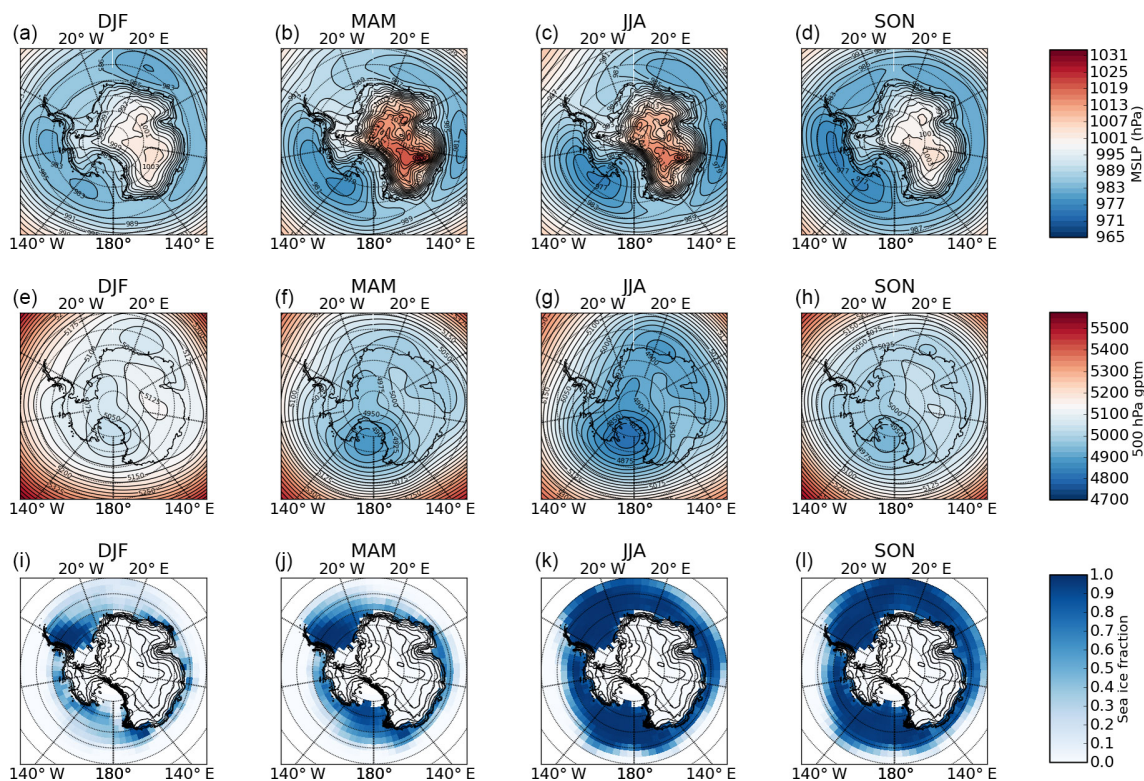 (a) DJF
20° W 20° E
140° W 180° 140° E
(b) MAM
20° W 20° E
140° W 180° 140° E
(c) JJA
20° W 20° E
140° W 180° 140° E
(d) SON
20° W 20° E
140° W 180° 140° E
1031
1025
1019
1013
1007
1001
995
989
983
977
971
965
MSLP (hPa)
(e) DJF
20° W 20° E
140° W 180° 140° E
(f) MAM
20° W 20° E
140° W 180° 140° E
(g) JJA
20° W 20° E
140° W 180° 140° E
(h) SON
20° W 20° E
140° W 180° 140° E
5500
5400
5300
5200
5100
5000
4900
4800
4700
500 hPa gptm
(i) DJF
20° W 20° E
140° W 180° 140° E
(j) MAM
20° W 20° E
140° W 180° 140° E
(k) JJA
20° W 20° E
140° W 180° 140° E
(l) SON
20° W 20° E
140° W 180° 140° E
1.0
0.9
0.8
0.7
0.6
0.5
0.4
0.3
0.2
0.1
0.0
Sea ice fraction